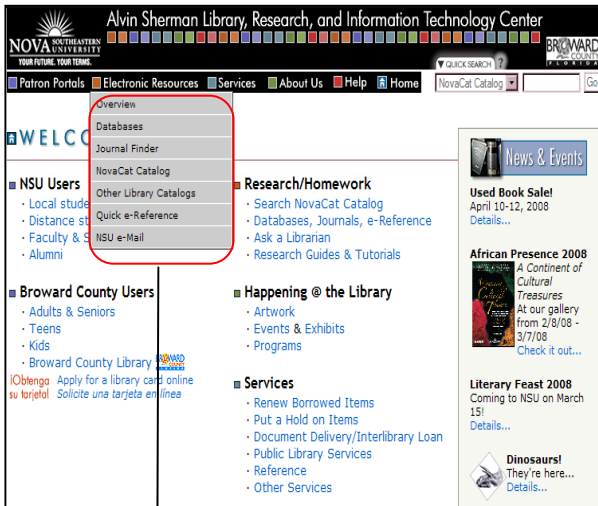 Alvin Sherman Library, Research, and Information Technology Center
NOVA SOUTHEASTERN
UNIVERSITY
YOUR FUTURE. YOUR TERMS.
BROWARD
COUNTY
FLORIDA
QUICK SEARCH ?
Patron Portals Electronic Resources Services About Us Help Home NovaCat Catalog Go
Overview
Databases
Journal Finder
NovaCat Catalog
Other Library Catalogs
Quick e-Reference
NSU e-Mail
WELCO
NSU Users
· Local stude
· Distance st
· Faculty & S
· Alumni
Broward County Users
· Adults & Seniors
· Teens
· Kids
· Broward County Library BROWARD COUNTY
¡Obtenga su tarjeta!
Apply for a library card online
Solicite una tarjeta en línea
Research/Homework
· Search NovaCat Catalog
· Databases, Journals, e-Reference
· Ask a Librarian
· Research Guides & Tutorials
Happening @ the Library
· Artwork
· Events & Exhibits
· Programs
Services
· Renew Borrowed Items
· Put a Hold on Items
· Document Delivery/Interlibrary Loan
· Public Library Services
· Reference
· Other Services
News & Events
Used Book Sale!
April 10-12, 2008
Details...
African Presence 2008
A Continent of
Cultural
Treasures
At our gallery
from 2/8/08 -
3/7/08
Check it out...
Literary Feast 2008
Coming to NSU on March
15!
Details...
Dinosaurs!
They're here...
Details...